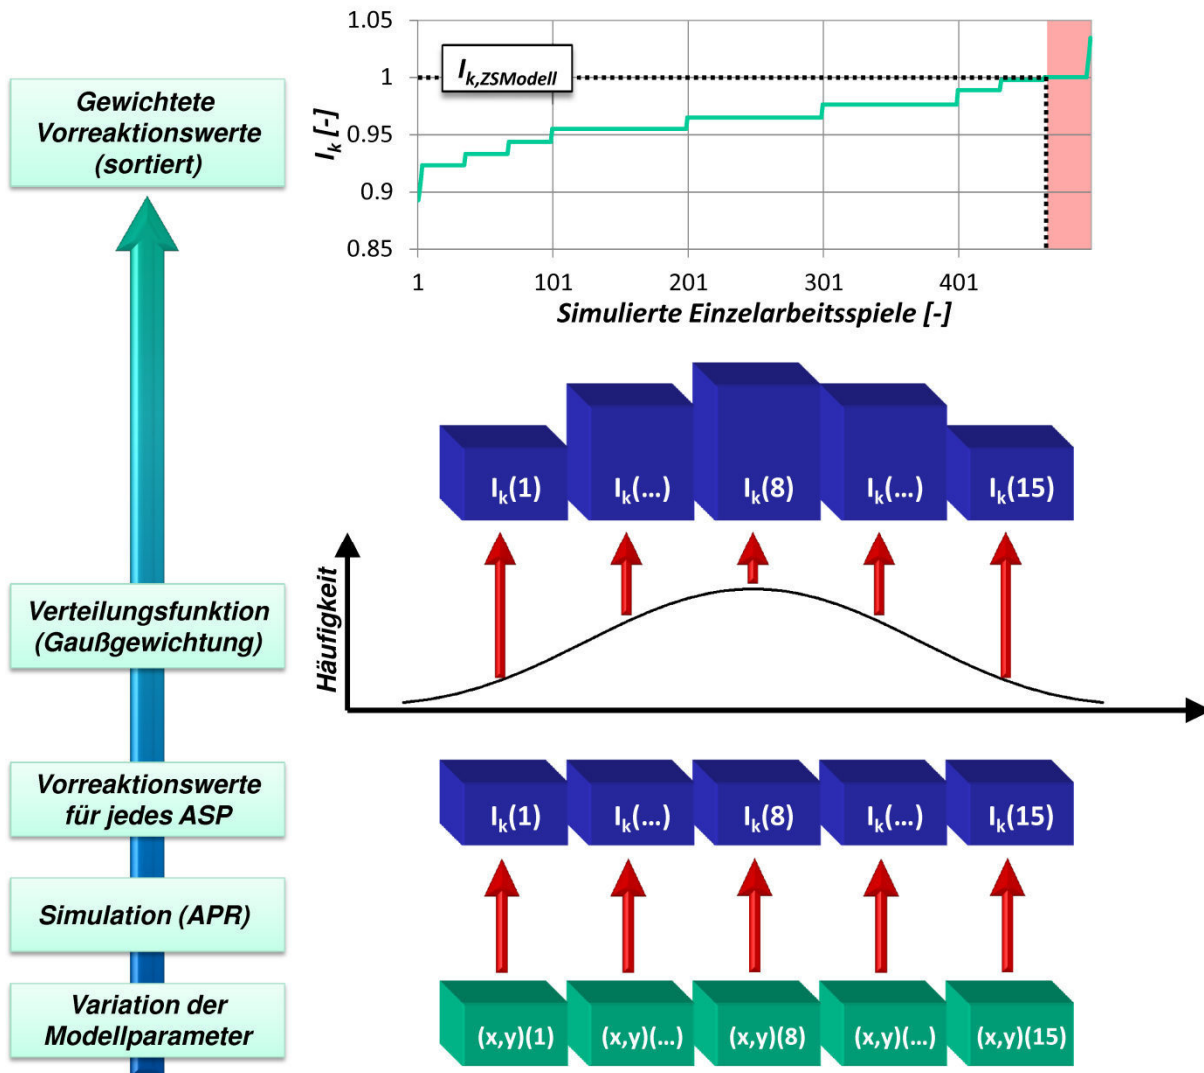 Gewichtete
Vorreaktionswerte
(sortiert)
1.05
1
0.95
0.9
0.85
I_k [-]
I_k,ZSModell
1 101 201 301 401
Simulierte Einzelarbeitsspiele [-]
I_k(1) I_k(...) I_k(8) I_k(...) I_k(15)
Verteilungsfunktion
(Gaußgewichtung)
Häufigkeit
Vorreaktionswerte
für jedes ASP
I_k(1) I_k(...) I_k(8) I_k(...) I_k(15)
Simulation (APR)
Variation der
Modellparameter
(x,y)(1) (x,y)(...) (x,y)(8) (x,y)(...) (x,y)(15)